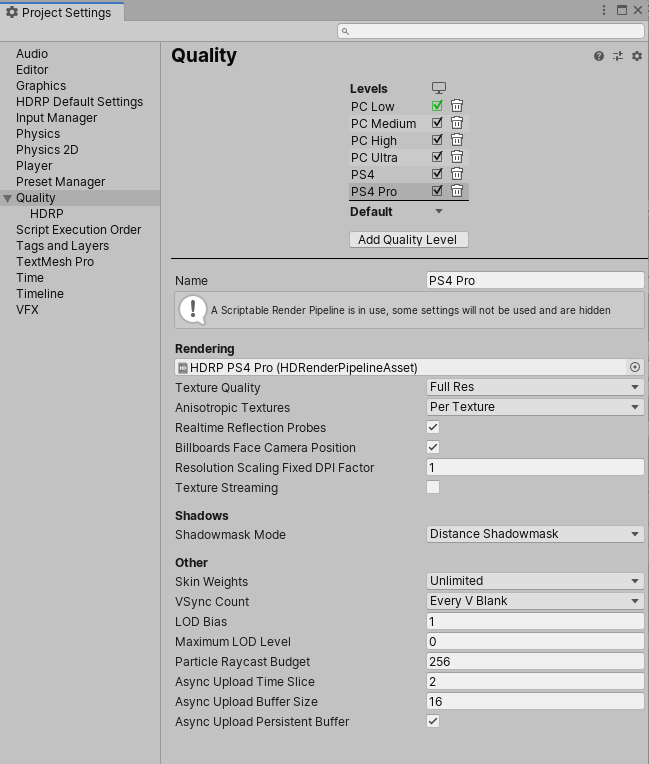 Project Settings
Audio
Editor
Graphics
HDRP Default Settings
Input Manager
Physics
Physics 2D
Player
Preset Manager
Quality
HDRP
Script Execution Order
Tags and Layers
TextMesh Pro
Time
Timeline
VFX
Quality
Levels
PC Low
PC Medium
PC High
PC Ultra
PS4
PS4 Pro
Default
Add Quality Level
Name PS4 Pro
A Scriptable Render Pipeline is in use, some settings will not be used and are hidden
Rendering
HDRP PS4 Pro (HDRenderPipelineAsset)
Texture Quality Full Res
Anisotropic Textures Per Texture
Realtime Reflection Probes
Billboards Face Camera Position
Resolution Scaling Fixed DPI Factor 1
Texture Streaming
Shadows
Shadowmask Mode Distance Shadowmask
Other
Skin Weights Unlimited
VSync Count Every V Blank
LOD Bias 1
Maximum LOD Level 0
Particle Raycast Budget 256
Async Upload Time Slice 2
Async Upload Buffer Size 16
Async Upload Persistent Buffer